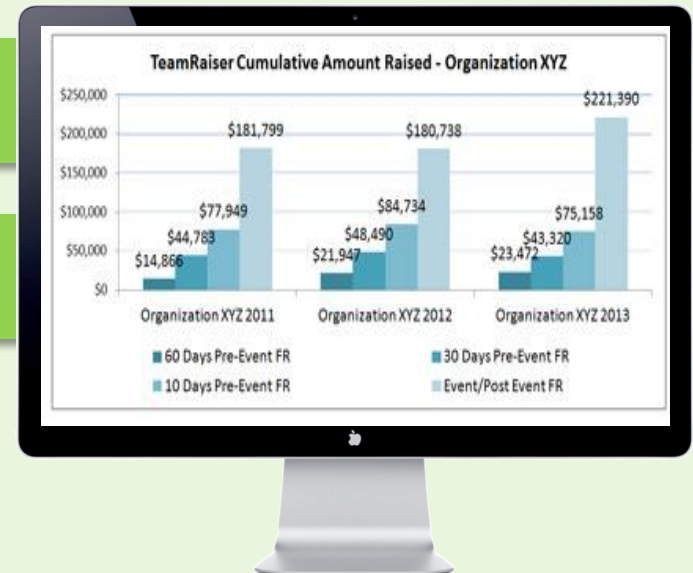 TeamRaiser Cumulative Amount Raised - Organization XYZ
$250,000
$200,000
$150,000
$100,000
$50,000
$0
$14,866
$44,783
$77,949
$181,799
$21,947
$48,490
$84,734
$180,738
$23,472
$43,320
$75,158
$221,390
Organization XYZ 2011
Organization XYZ 2012
Organization XYZ 2013
60 Days Pre-Event FR
30 Days Pre-Event FR
10 Days Pre-Event FR
Event/Post Event FR